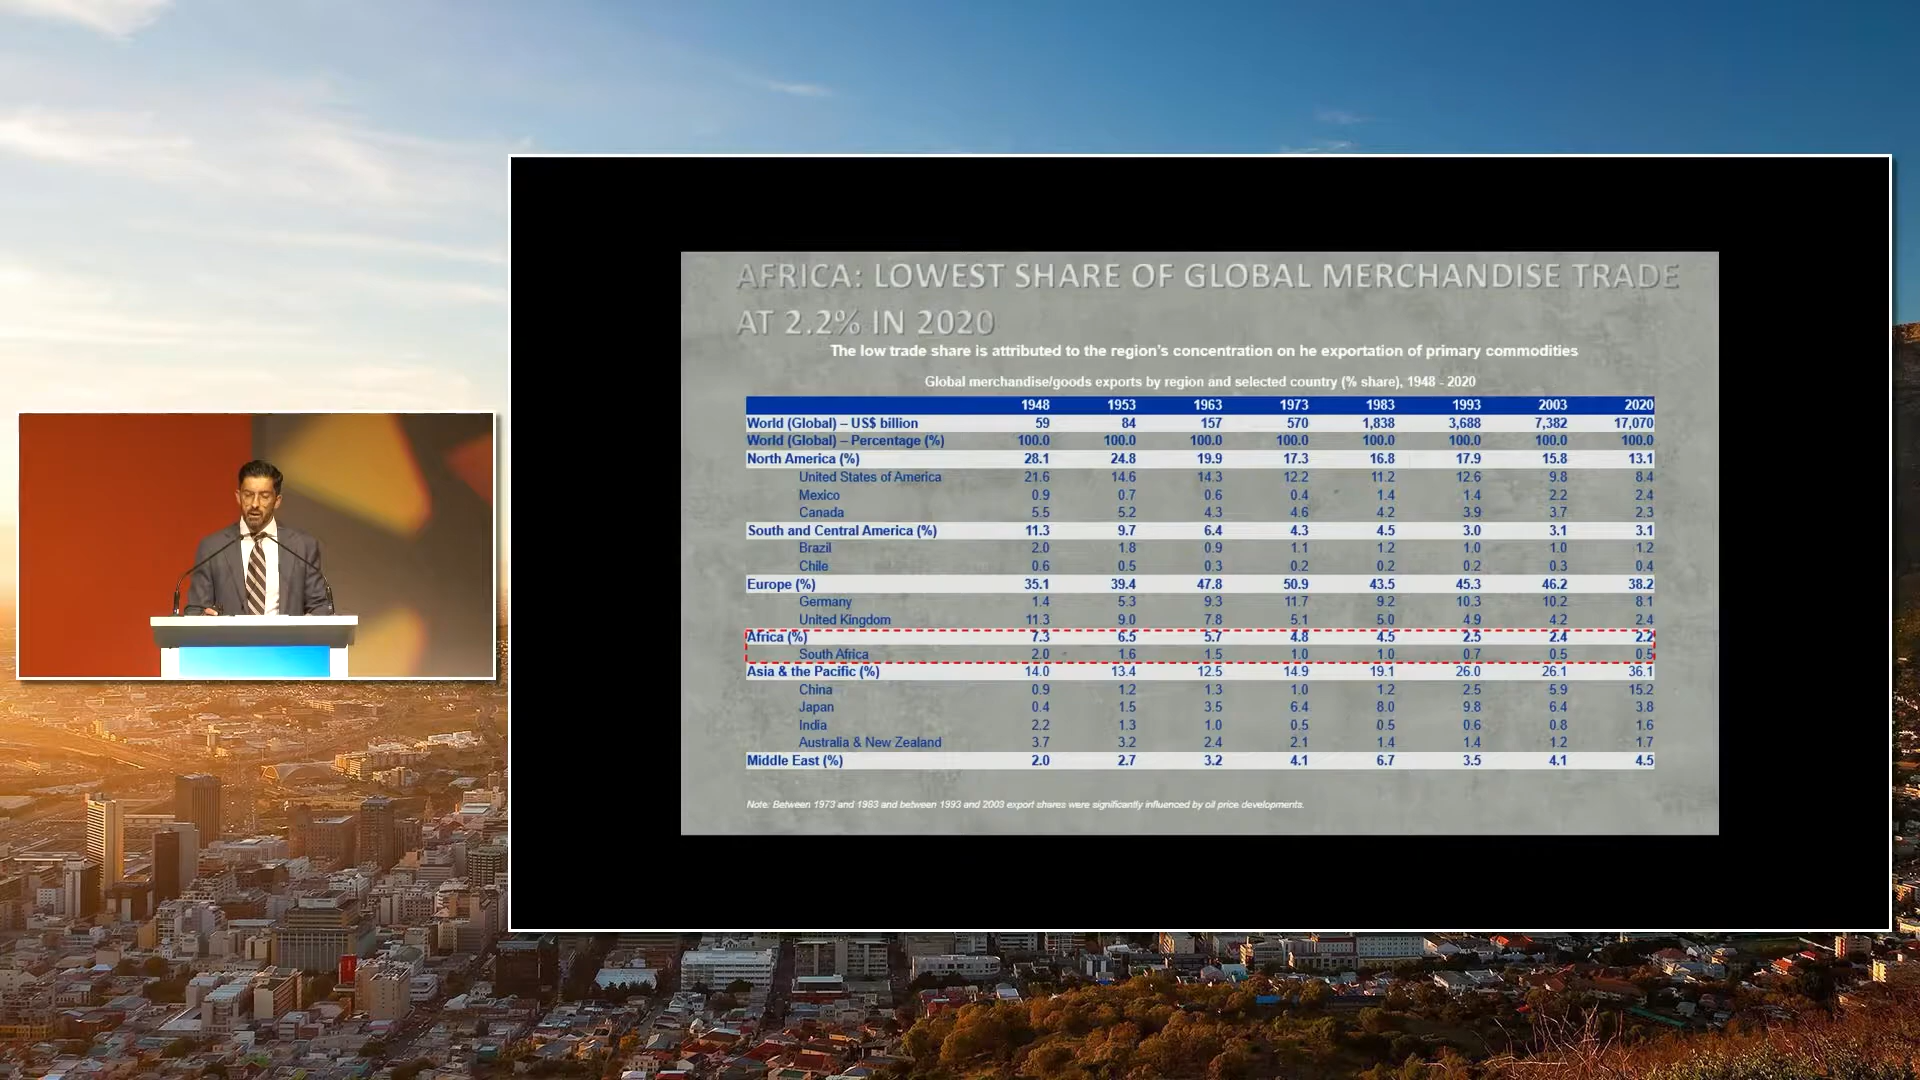 AFRICA: LOWEST SHARE OF GLOBAL MERCHANDISE TRADE
AT 2.2% IN 2020
The low trade share is attributed to the region's concentration on he exportation of primary commodities
Global merchandise/goods exports by region and selected country (% share), 1948 - 2020
1948 1953 1963 1973 1983 1993 2003 2020
World (Global) – US$ billion 59 84 157 570 1,838 3,688 7,382 17,070
World (Global) – Percentage (%) 100.0 100.0 100.0 100.0 100.0 100.0 100.0 100.0
North America (%) 28.1 24.8 19.9 17.3 16.8 17.9 15.8 13.1
United States of America 21.6 14.6 14.3 12.2 11.2 12.6 9.8 8.4
Mexico 0.9 0.7 0.6 0.4 1.4 1.4 2.2 2.4
Canada 5.5 5.2 4.3 4.6 4.2 3.9 3.7 2.3
South and Central America (%) 11.3 9.7 6.4 4.3 4.5 3.0 3.1 3.1
Brazil 2.0 1.8 0.9 1.1 1.2 1.0 1.0 1.2
Chile 0.6 0.5 0.3 0.2 0.2 0.2 0.3 0.4
Europe (%) 35.1 39.4 47.8 50.9 43.5 45.3 46.2 38.2
Germany 1.4 5.3 9.3 11.7 9.2 10.3 10.2 8.1
United Kingdom 11.3 9.0 7.8 5.1 5.0 4.9 4.2 2.4
Africa (%) 7.3 6.5 5.7 4.8 4.5 2.5 2.4 2.2
South Africa 2.0 1.6 1.5 1.0 1.0 0.7 0.5 0.5
Asia & the Pacific (%) 14.0 13.4 12.5 14.9 19.1 26.0 26.1 36.1
China 0.9 1.2 1.3 1.0 1.2 2.5 5.9 15.2
Japan 0.4 1.5 3.5 6.4 8.0 9.8 6.4 3.8
India 2.2 1.3 1.0 0.5 0.5 0.6 0.8 1.6
Australia & New Zealand 3.7 3.2 2.4 2.1 1.4 1.4 1.2 1.7
Middle East (%) 2.0 2.7 3.2 4.1 6.7 3.5 4.1 4.5
Note: Between 1973 and 1983 and between 1993 and 2003 export shares were significantly influenced by oil price developments.